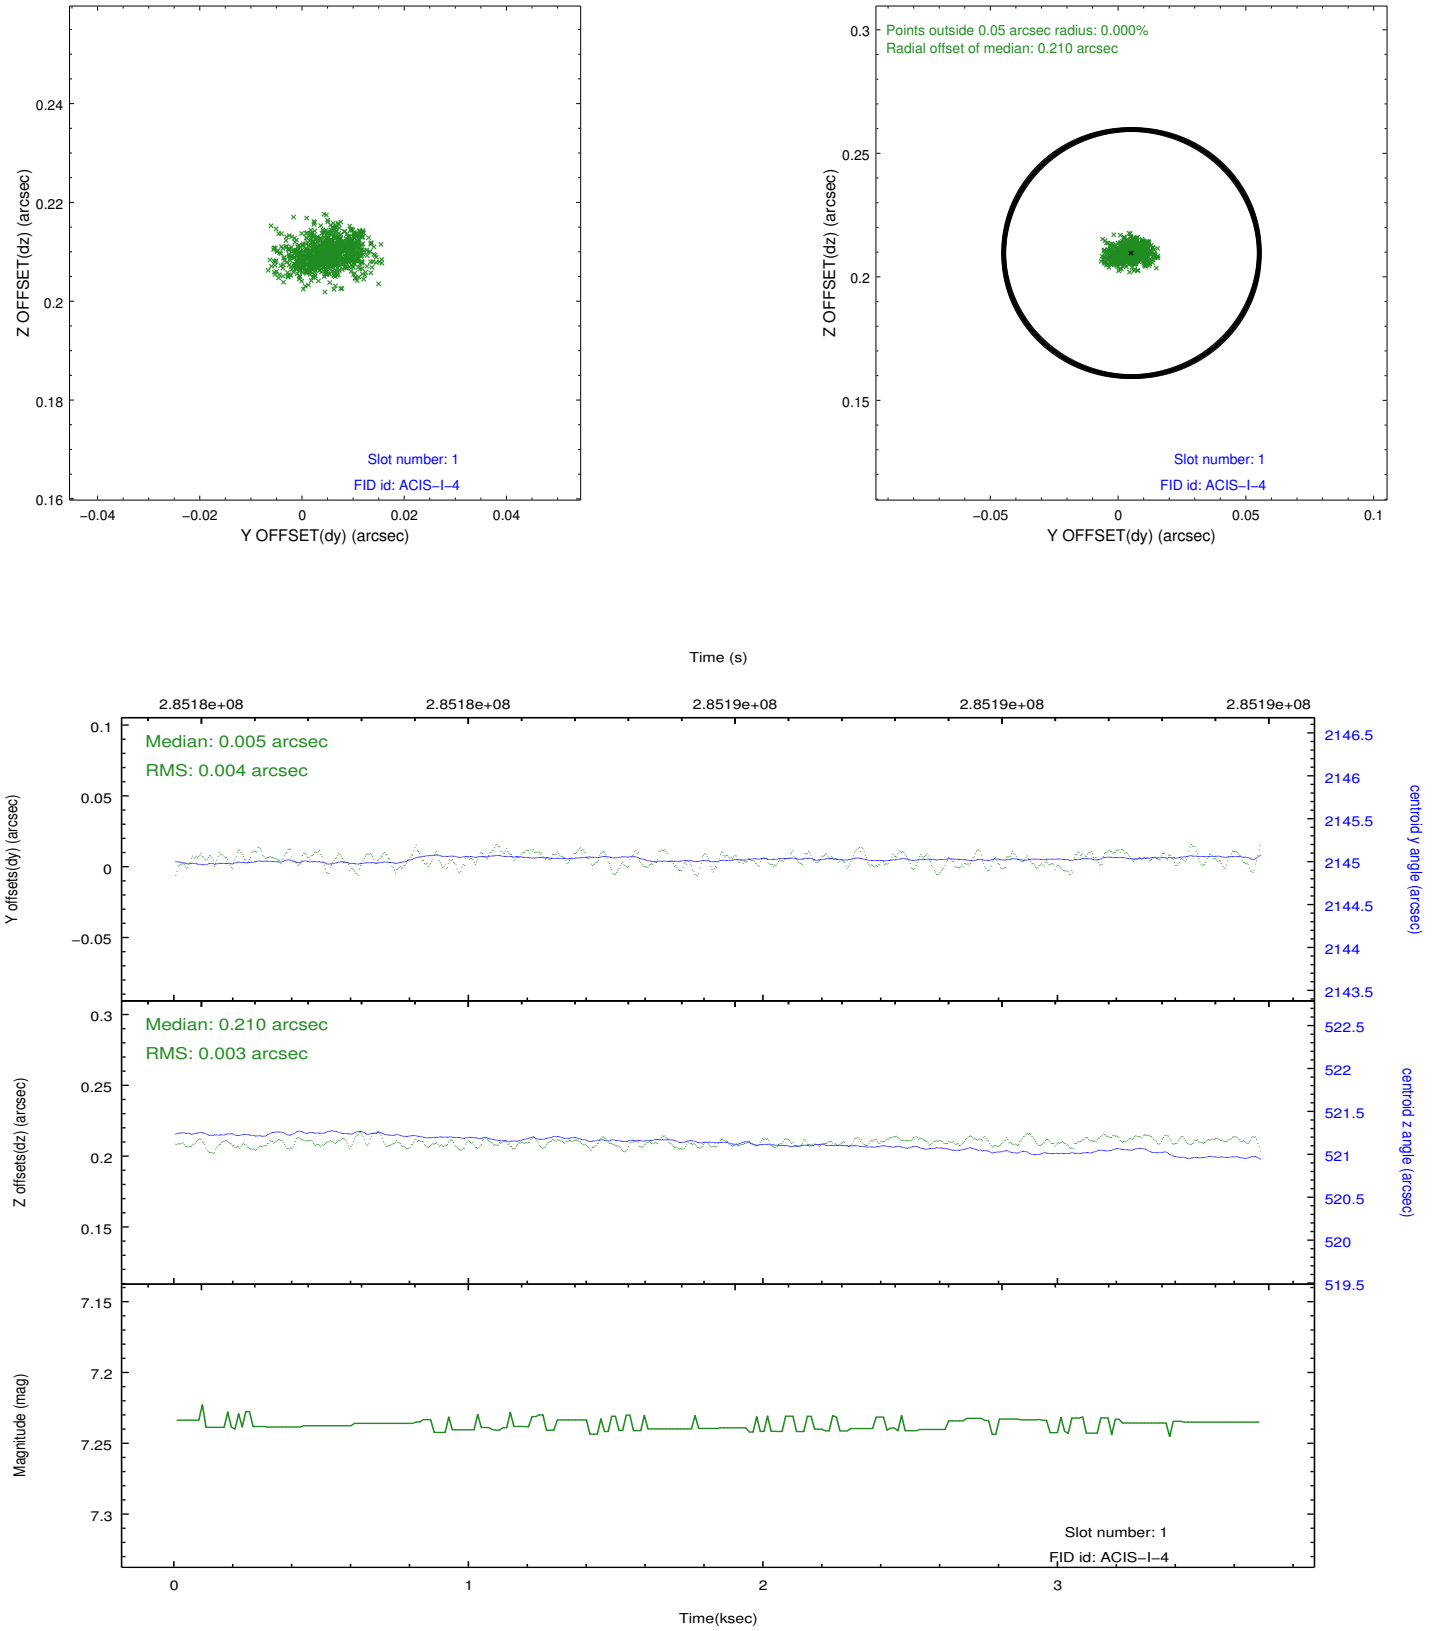 0.24
0.22
0.2
0.18
0.16
Z OFFSET(dz) (arcsec)
Slot number: 1
FID id: ACIS−I−4
−0.04
−0.02
0
0.02
0.04
Y OFFSET(dy) (arcsec)
Points outside 0.05 arcsec radius: 0.000%
Radial offset of median: 0.210 arcsec
0.3
0.25
0.2
0.15
Z OFFSET(dz) (arcsec)
Slot number: 1
FID id: ACIS−I−4
−0.05
0
0.05
0.1
Y OFFSET(dy) (arcsec)
Time (s)
2.8518e+08
2.8518e+08
2.8519e+08
2.8519e+08
2.8519e+08
Median: 0.005 arcsec
RMS: 0.004 arcsec
0.1
0.05
0
−0.05
Y offsets(dy) (arcsec)
2146.5
2146
2145.5
2145
2144.5
2144
2143.5
centroid y angle (arcsec)
Median: 0.210 arcsec
RMS: 0.003 arcsec
0.3
0.25
0.2
0.15
Z offsets(dz) (arcsec)
522.5
522
521.5
521
520.5
520
519.5
centroid z angle (arcsec)
7.15
7.2
7.25
7.3
Magnitude (mag)
Slot number: 1
FID id: ACIS−I−4
0
1
2
3
Time(ksec)